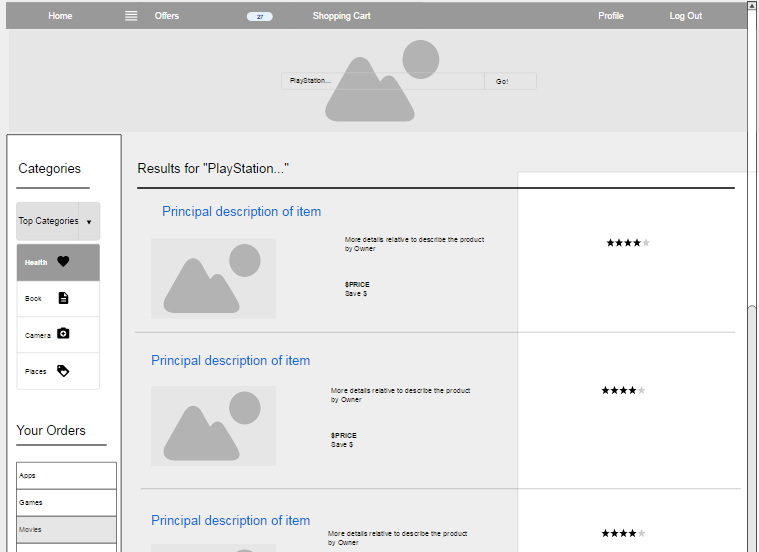 Home
Offers
27
Shopping Cart
Profile
Log Out
PlayStation...
Go!
Categories
Top Categories
Health
Book
Camera
Places
Your Orders
Apps
Games
Movies
Results for "PlayStation..."
Principal description of item
More details relative to describe the product
by Owner
$PRICE
Save $
Principal description of item
More details relative to describe the product
by Owner
$PRICE
Save $
Principal description of item
More details relative to describe the product
by Owner